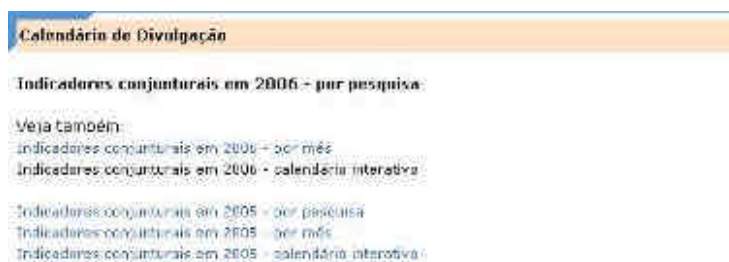 Calendário de Divulgação
Indicadores conjunturais em 2006 - por pesquisa
Veja também:
Indicadores conjunturais em 2006 - por mês
Indicadores conjunturais em 2006 - calendário interativo
Indicadores conjunturais em 2005 - por pesquisa
Indicadores conjunturais em 2005 - por mês
Indicadores conjunturais em 2005 - calendário interativo